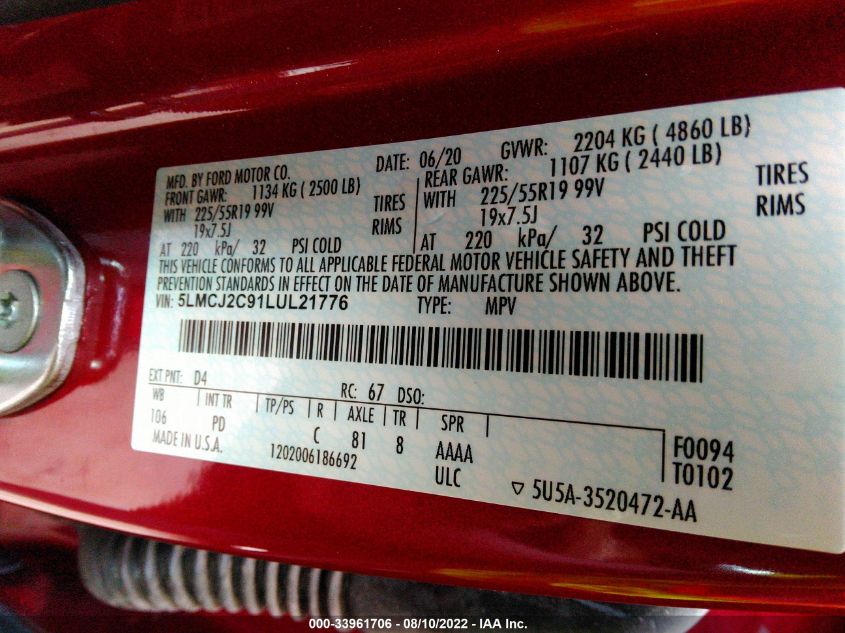 MFD. BY FORD MOTOR CO.
DATE: 06/20 GVWR: 2204 KG ( 4860 LB)
FRONT GAWR: 1134 KG ( 2500 LB)
WITH 225/55R19 99V TIRES
19x7.5J RIMS
AT 220 kPa/ 32 PSI COLD
REAR GAWR: 1107 KG ( 2440 LB)
WITH 225/55R19 99V TIRES
19x7.5J RIMS
AT 220 kPa/ 32 PSI COLD
THIS VEHICLE CONFORMS TO ALL APPLICABLE FEDERAL MOTOR VEHICLE SAFETY AND THEFT
PREVENTION STANDARDS IN EFFECT ON THE DATE OF MANUFACTURE SHOWN ABOVE.
VIN: 5LMCJ2C91LUL21776 TYPE: MPV
EXT PNT: D4 RC: 67 DSO:
WB INT TR TP/PS R AXLE TR SPR
106 PD C 81 8 AAAA
ULC
F0094
T0102
MADE IN U.S.A. 1202006186692
▽ 5U5A-3520472-AA
000-33961706 - 08/10/2022 - IAA Inc.